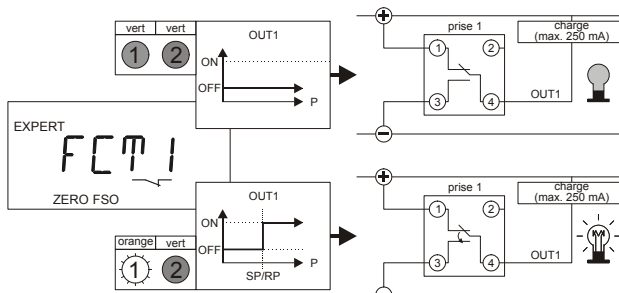 vert vert
1 2
OUT1
ON
OFF
P
prise 1
1 2
3 4
charge
(max. 250 mA)
OUT1
EXPERT
FCM1
ZERO FSO
orange vert
1 2
OUT1
ON
OFF
P
SP/RP
prise 1
1 2
3 4
charge
(max. 250 mA)
OUT1